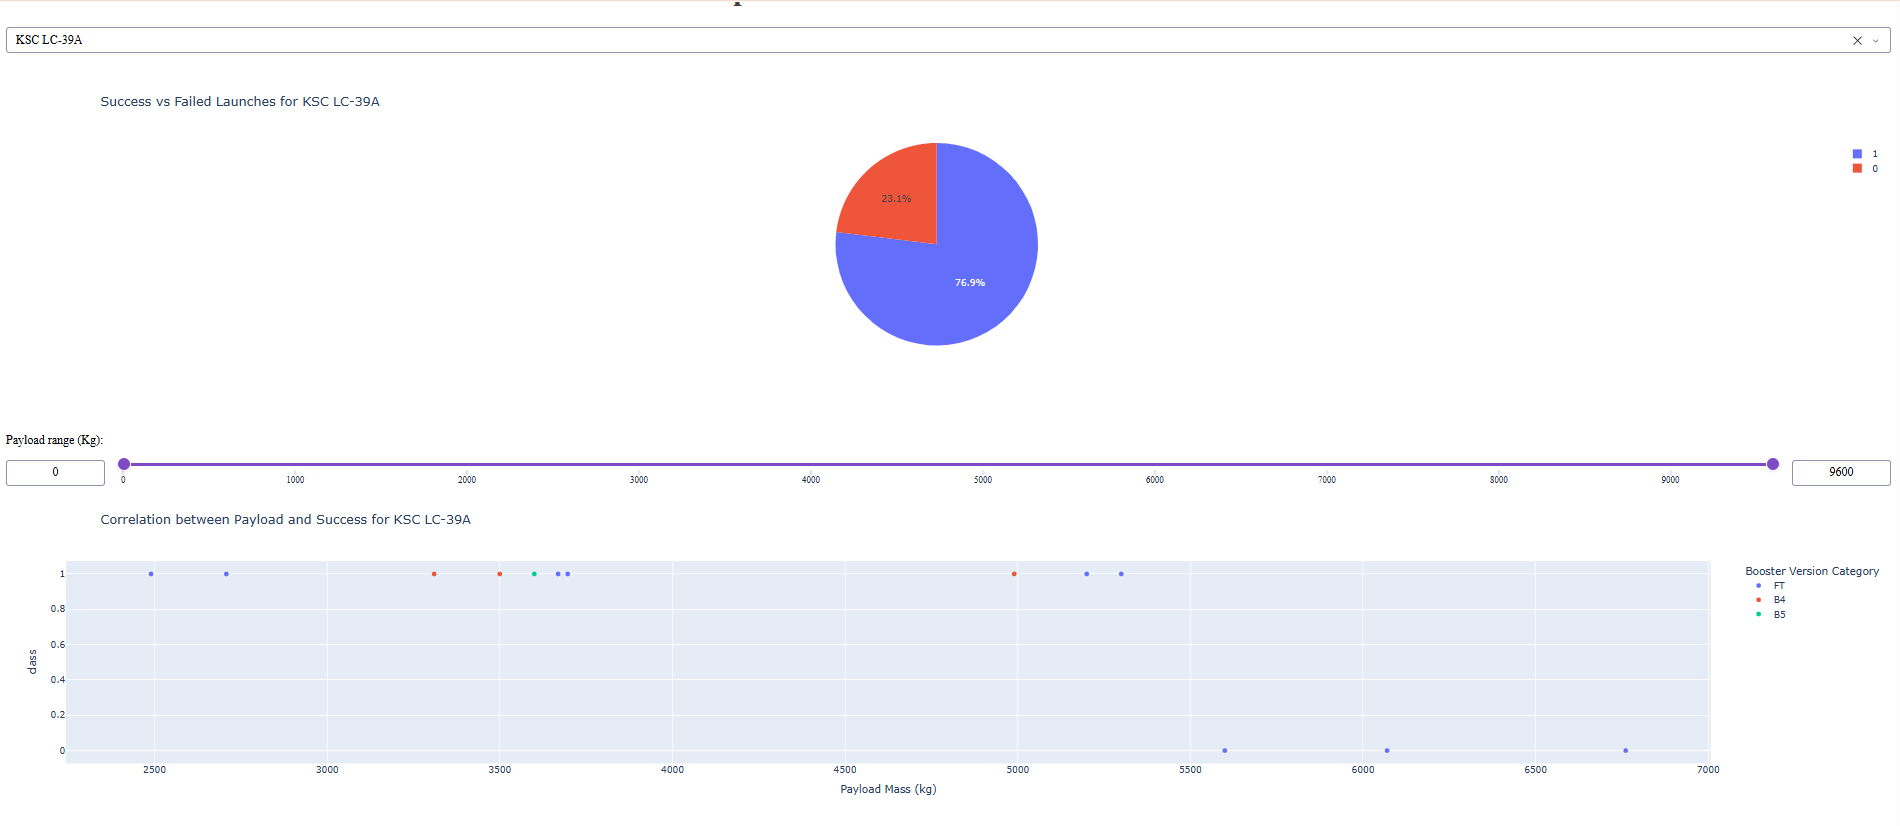 KSC LC-39A
Success vs Failed Launches for KSC LC-39A
1
0
23.1%
76.9%
Payload range (Kg):
0
0 1000 2000 3000 4000 5000 6000 7000 8000 9000
9600
Correlation between Payload and Success for KSC LC-39A
Booster Version Category
FT
B4
B5
1
0.8
0.6
0.4
0.2
0
class
2500 3000 3500 4000 4500 5000 5500 6000 6500 7000
Payload Mass (kg)